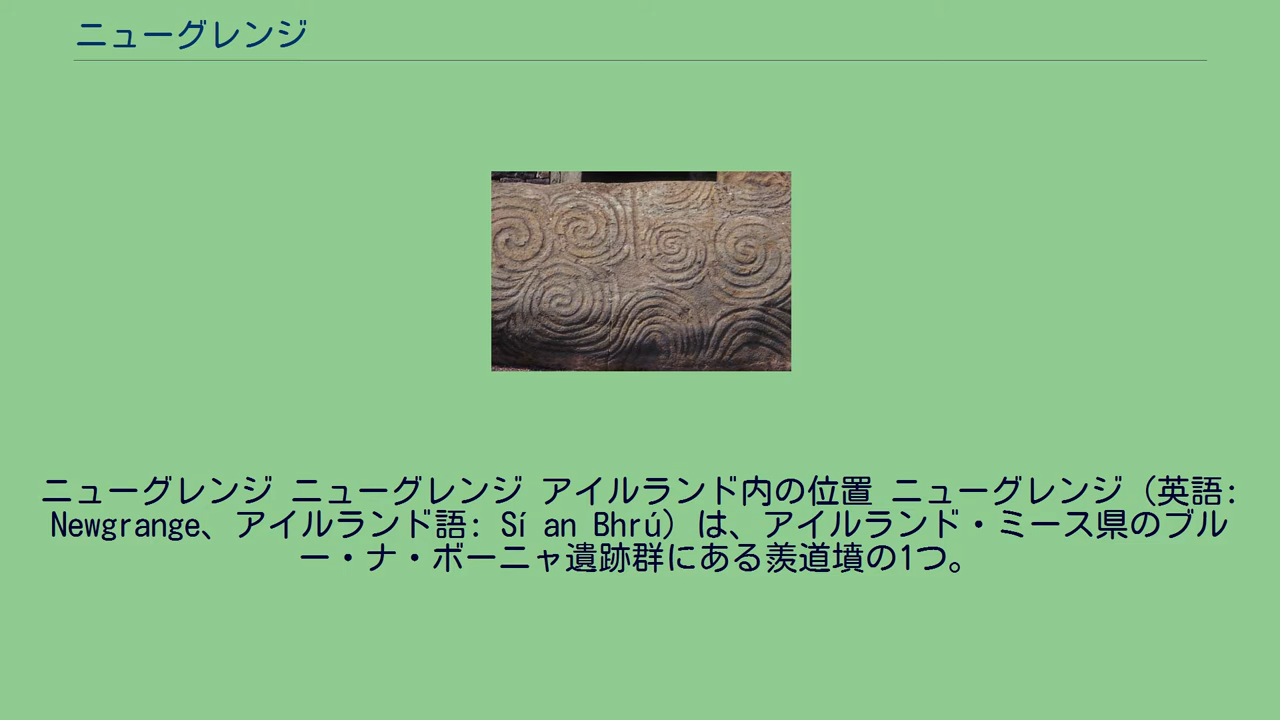 ニューグレンジ
ニューグレンジ ニューグレンジ アイルランド内の位置 ニューグレンジ（英語:
Newgrange、アイルランド語: Sí an Bhrú）は、アイルランド・ミース県のブル
ー・ナ・ボーニャ遺跡群にある羨道墳の1つ。